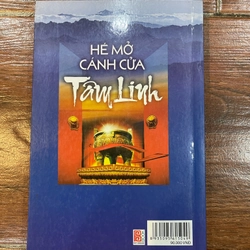 HÉ MỞ
CÁNH CỬA
Tâm Linh